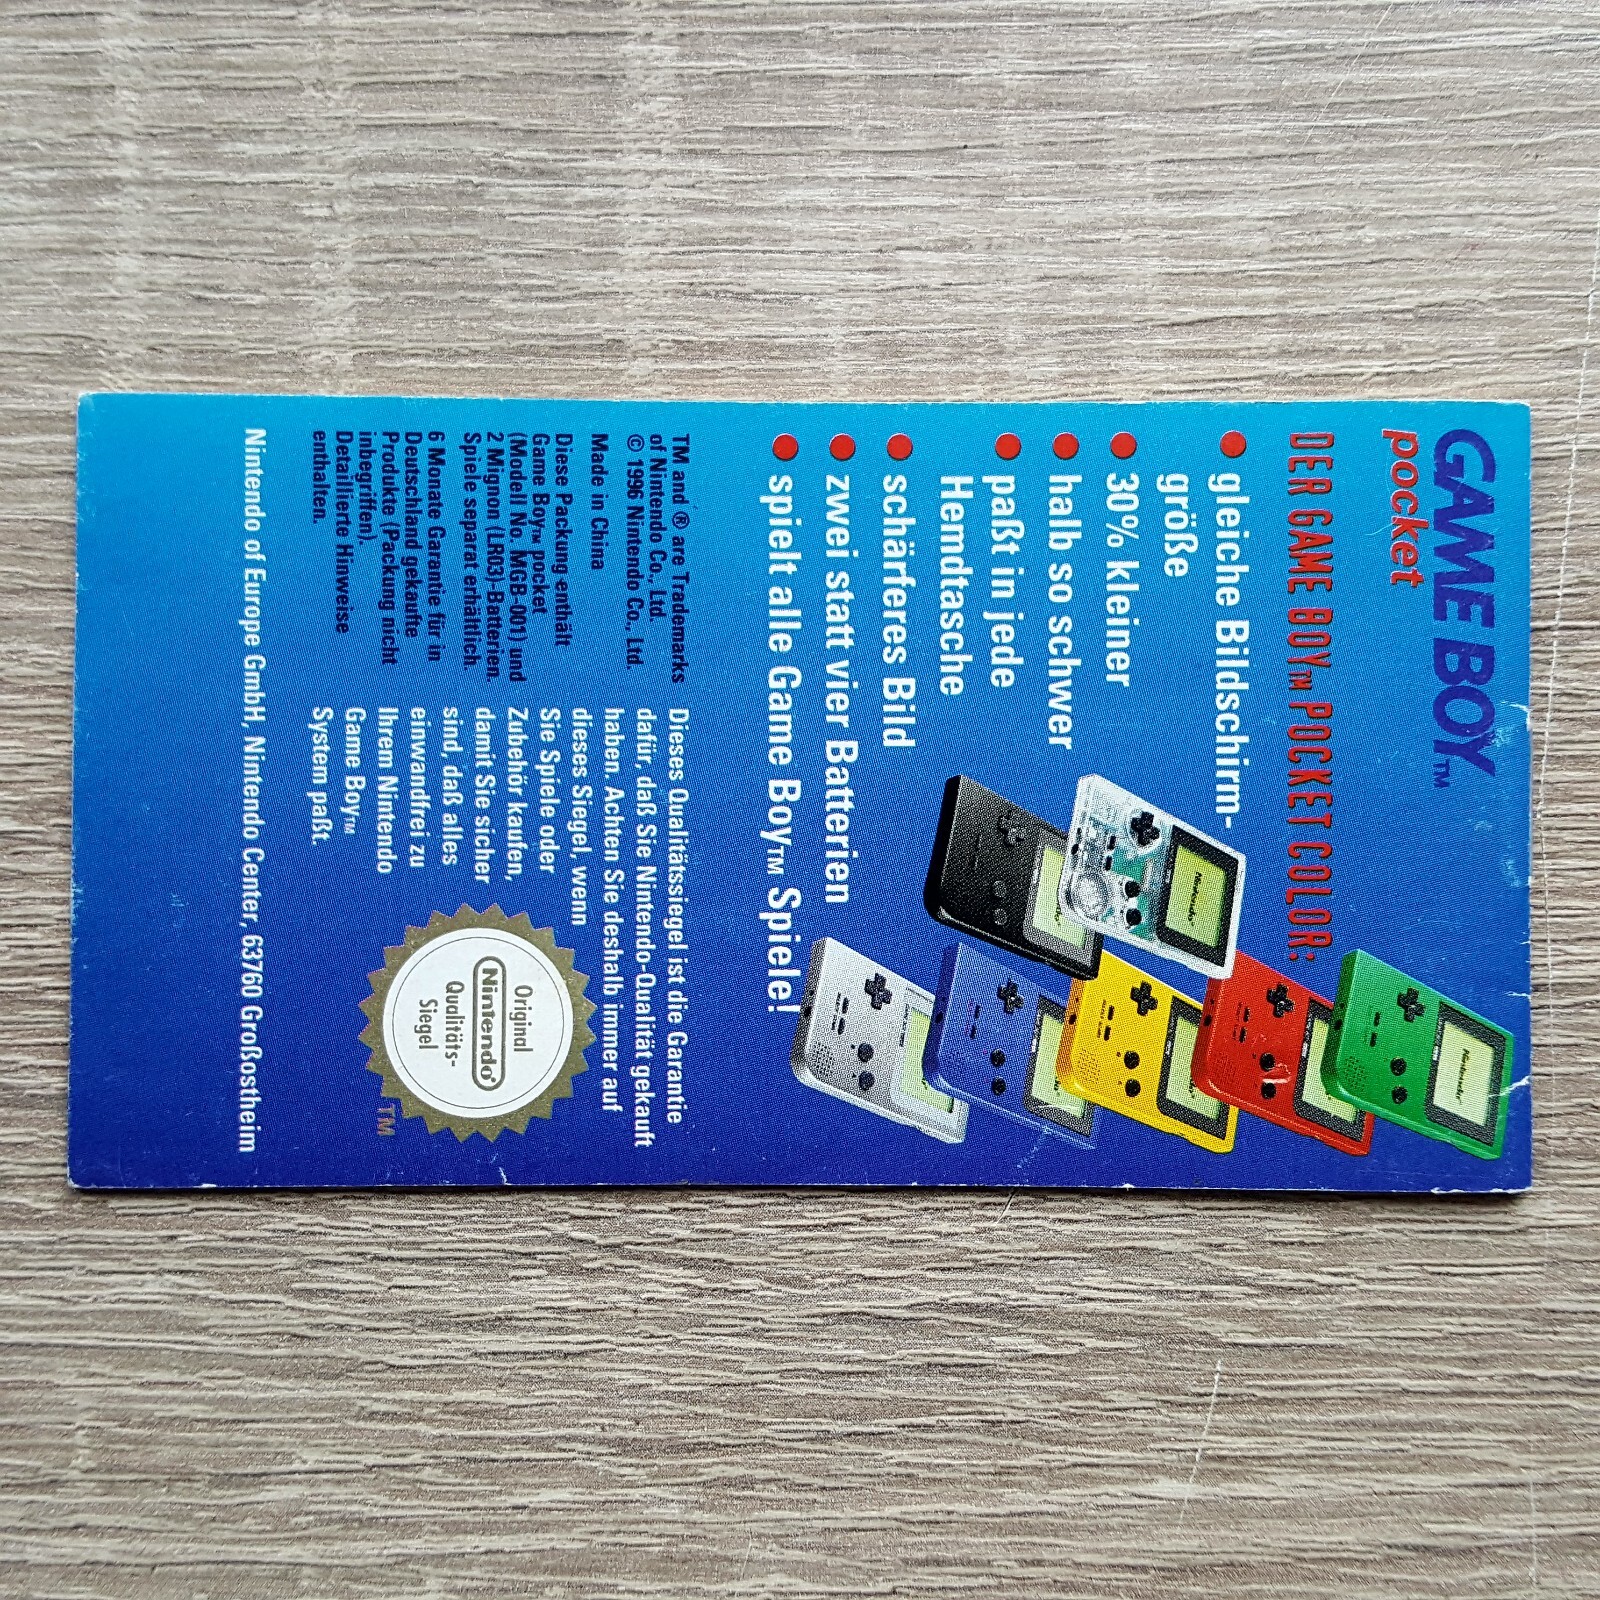 GAME BOY™
pocket
DER GAME BOY™ POCKET COLOR:
gleiche Bildschirm-
größe
30% kleiner
halb so schwer
paßt in jede
Hemdtasche
schärferes Bild
zwei statt vier Batterien
spielt alle Game Boy™ Spiele!
TM and ® are Trademarks
of Nintendo Co., Ltd.
© 1996 Nintendo Co., Ltd.
Made in China
Diese Packung enthält
Game Boy™ pocket
(Modell No. MGB-001) und
2 Mignon (LR03)-Batterien.
Spiele separat erhältlich.
6 Monate Garantie für in
Deutschland gekaufte
Produkte (Packung nicht
inbegriffen).
Detaillierte Hinweise
enthalten.
Dieses Qualitätssiegel ist die Garantie
dafür, daß Sie Nintendo-Qualität gekauft
haben. Achten Sie deshalb immer auf
dieses Siegel, wenn
Sie Spiele oder
Zubehör kaufen,
damit Sie sicher
sind, daß alles
einwandfrei zu
Ihrem Nintendo
Game Boy™
System paßt.
Original
Nintendo®
Qualitäts-
Siegel
TM
Nintendo of Europe GmbH, Nintendo Center, 63760 Großostheim